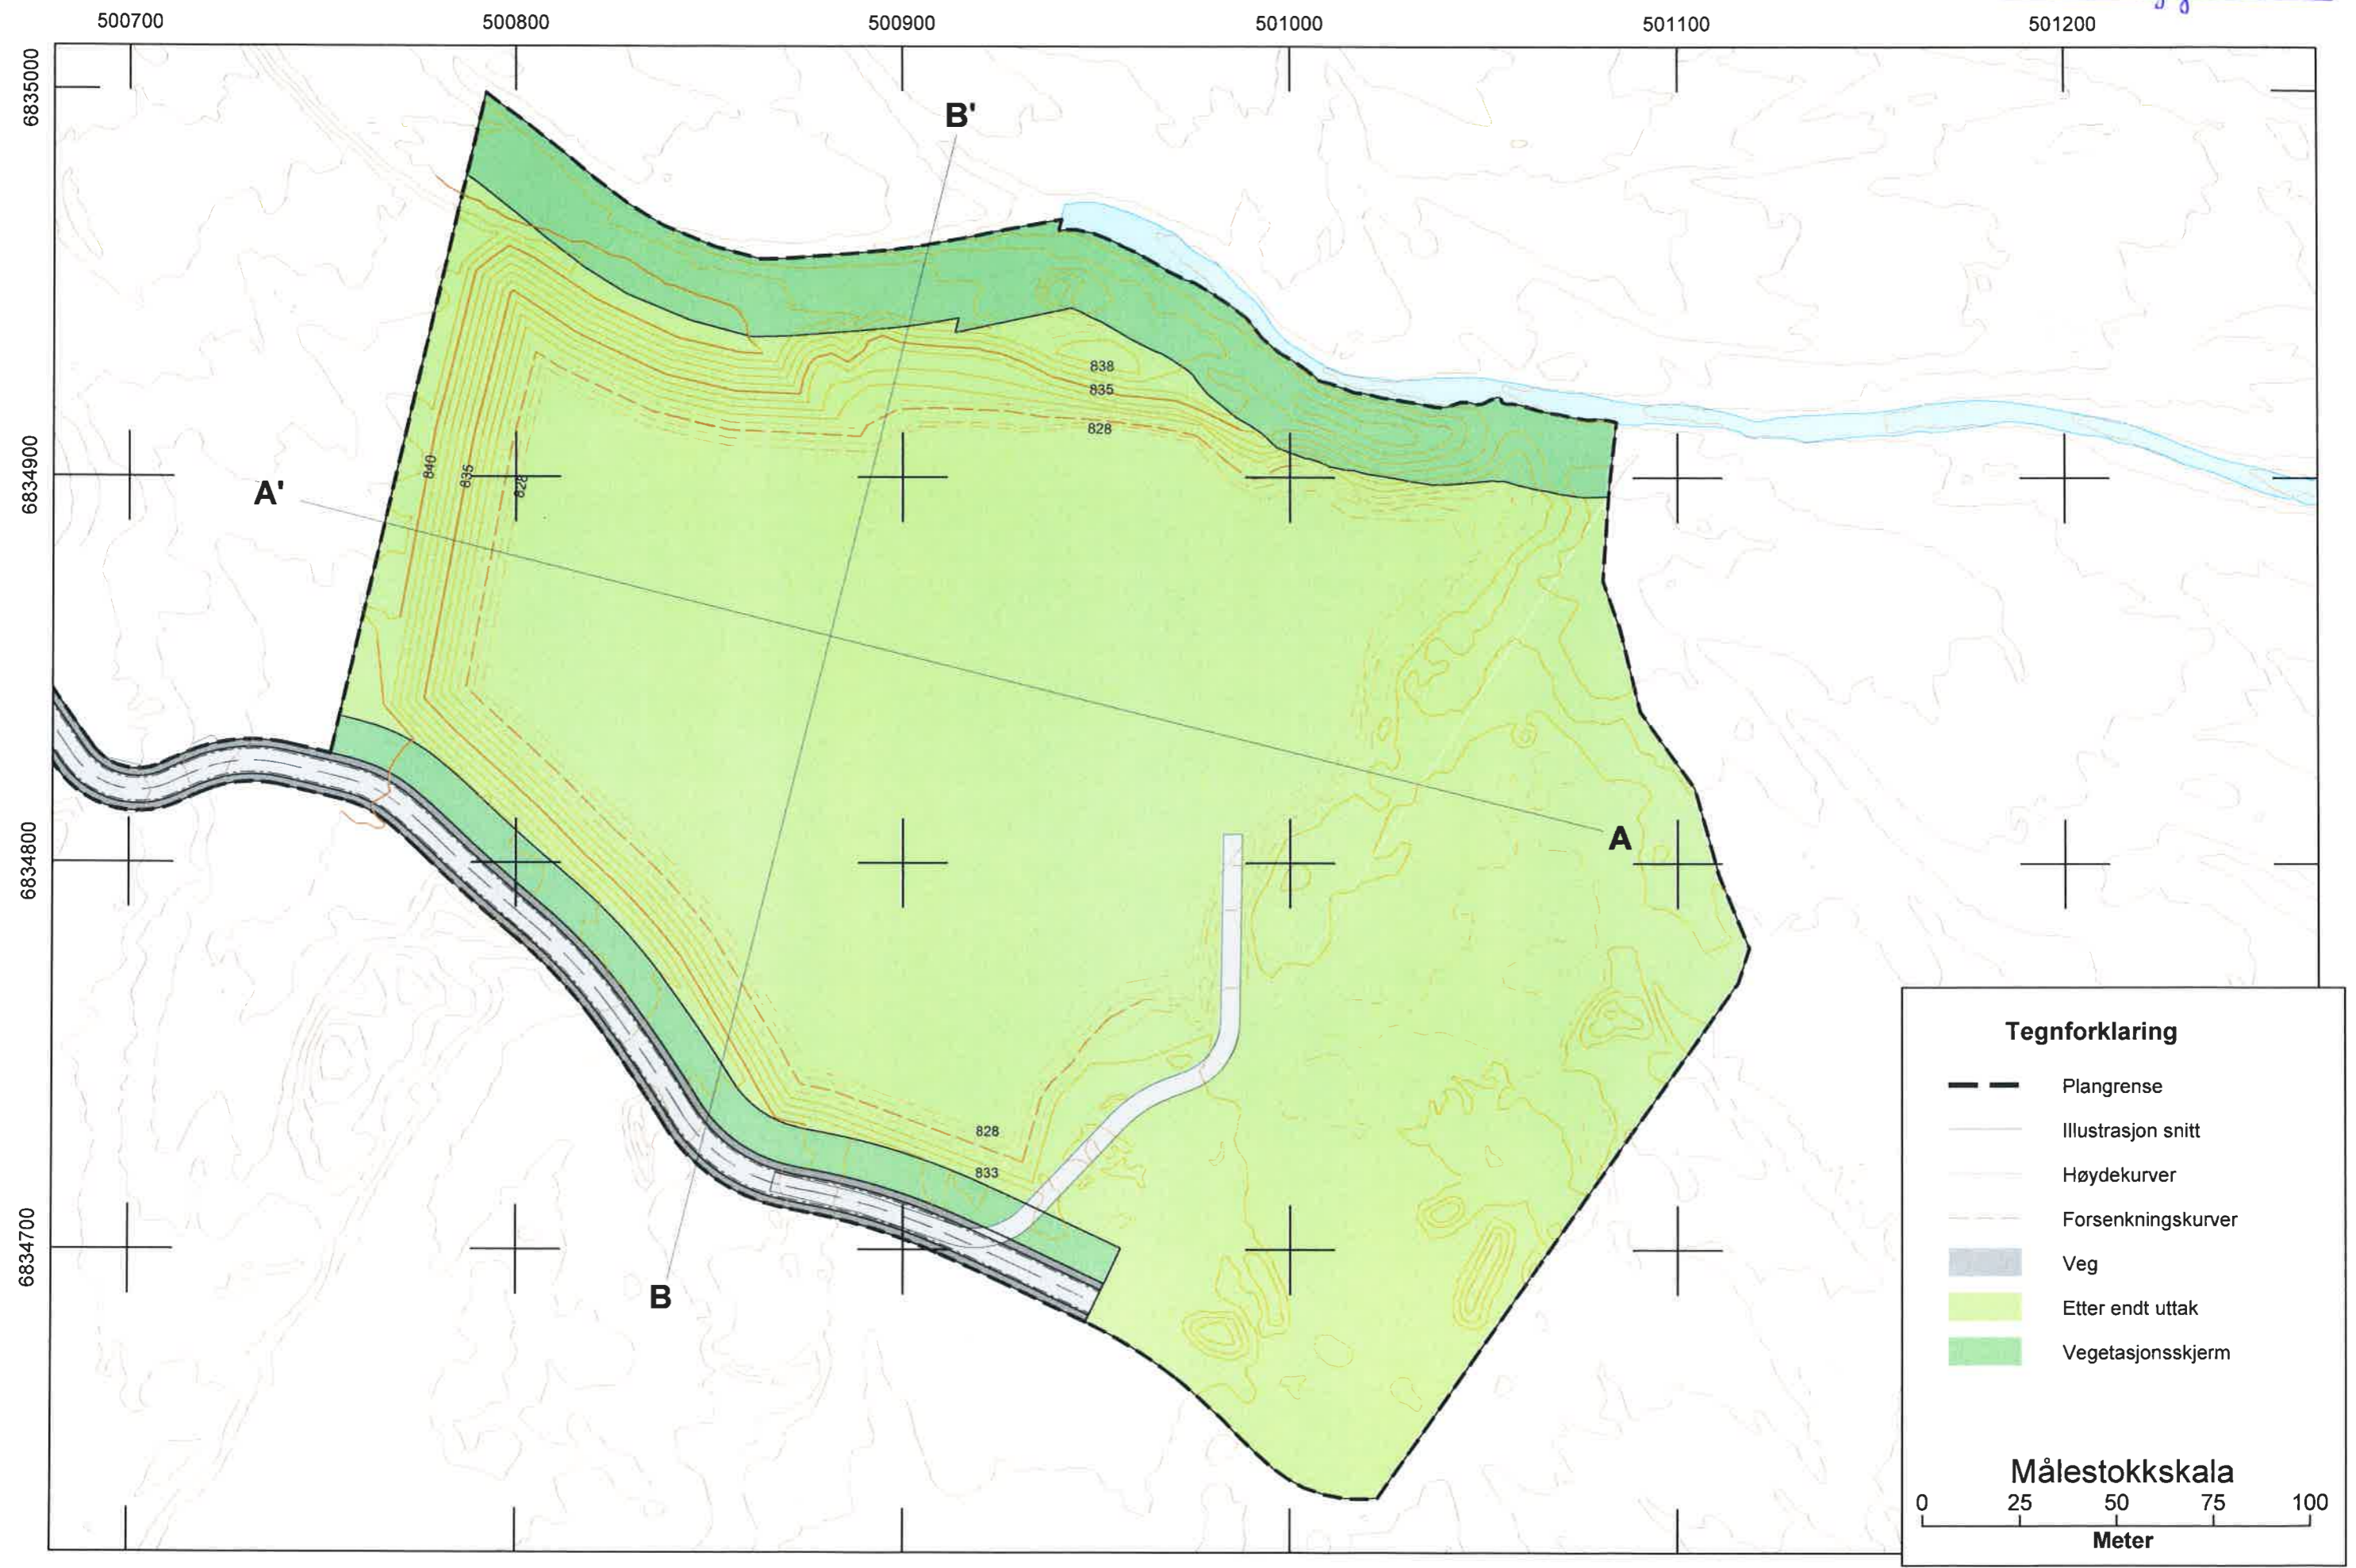 500700
500800
500900
501000
501100
501200
6835000
6834900
6834800
6834700
B'
838
835
828
840
835
828
A'
A
828
833
B
Tegnforklaring
Plangrense
Illustrasjon snitt
Høydekurver
Forsenkningskurver
Veg
Etter endt uttak
Vegetasjonsskjerm
Målestokkskala
0 25 50 75 100
Meter